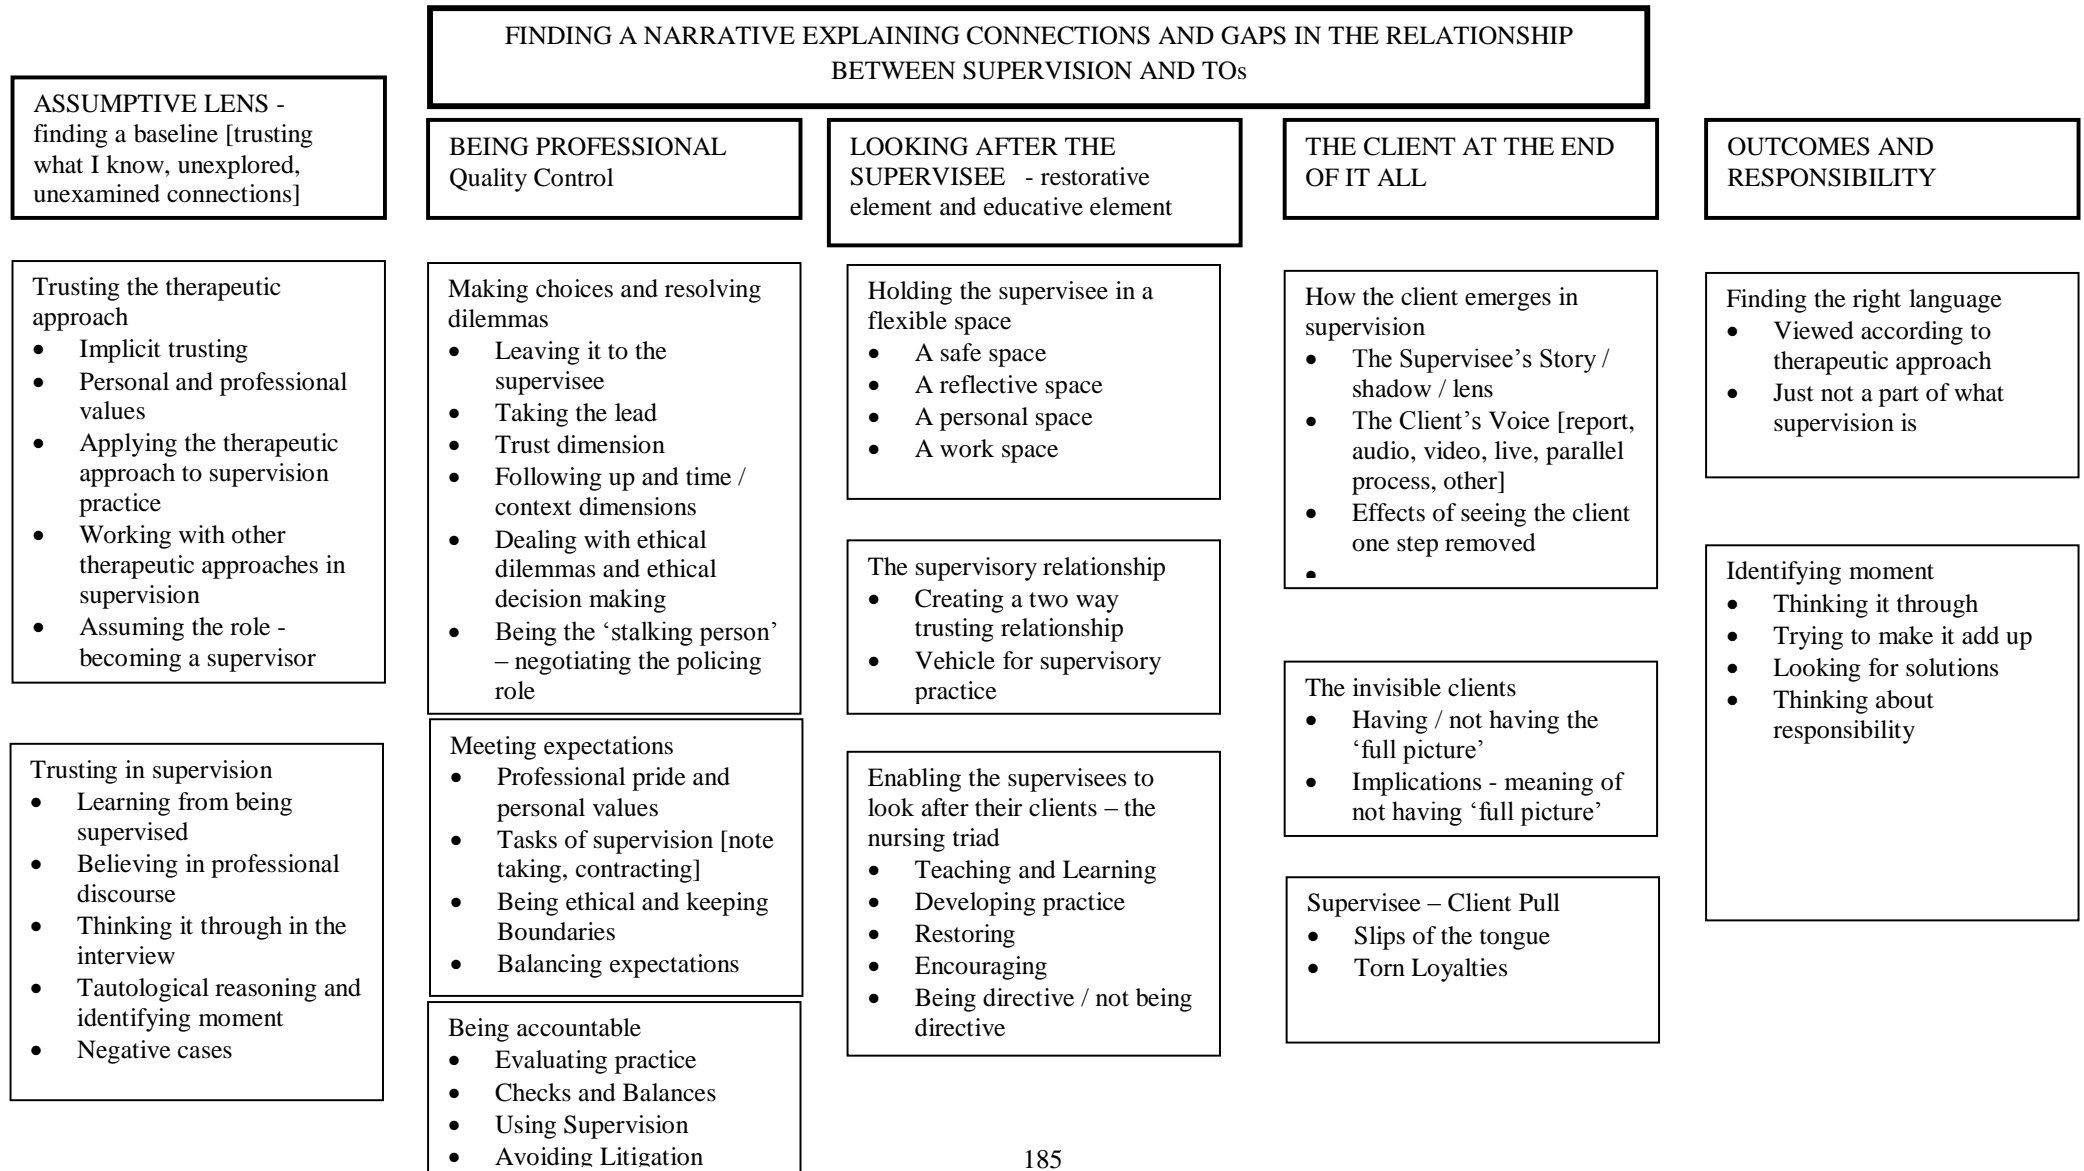 FINDING A NARRATIVE EXPLAINING CONNECTIONS AND GAPS IN THE RELATIONSHIP
BETWEEN SUPERVISION AND TOs
ASSUMPTIVE LENS -
finding a baseline [trusting
what I know, unexplored,
unexamined connections]
Trusting the therapeutic
approach
• Implicit trusting
• Personal and professional
values
• Applying the therapeutic
approach to supervision
practice
• Working with other
therapeutic approaches in
supervision
• Assuming the role -
becoming a supervisor
Trusting in supervision
• Learning from being
supervised
• Believing in professional
discourse
• Thinking it through in the
interview
• Tautological reasoning and
identifying moment
• Negative cases
BEING PROFESSIONAL
Quality Control
Making choices and resolving
dilemmas
• Leaving it to the
supervisee
• Taking the lead
• Trust dimension
• Following up and time /
context dimensions
• Dealing with ethical
dilemmas and ethical
decision making
• Being the ‘stalking person’
– negotiating the policing
role
Meeting expectations
• Professional pride and
personal values
• Tasks of supervision [note
taking, contracting]
• Being ethical and keeping
Boundaries
• Balancing expectations
Being accountable
• Evaluating practice
• Checks and Balances
• Using Supervision
• Avoiding Litigation
LOOKING AFTER THE
SUPERVISEE - restorative
element and educative element
Holding the supervisee in a
flexible space
• A safe space
• A reflective space
• A personal space
• A work space
The supervisory relationship
• Creating a two way
trusting relationship
• Vehicle for supervisory
practice
Enabling the supervisees to
look after their clients – the
nursing triad
• Teaching and Learning
• Developing practice
• Restoring
• Encouraging
• Being directive / not being
directive
THE CLIENT AT THE END
OF IT ALL
How the client emerges in
supervision
• The Supervisee’s Story /
shadow / lens
• The Client’s Voice [report,
audio, video, live, parallel
process, other]
• Effects of seeing the client
one step removed
•
The invisible clients
• Having / not having the
‘full picture’
• Implications - meaning of
not having ‘full picture’
Supervisee – Client Pull
• Slips of the tongue
• Torn Loyalties
OUTCOMES AND
RESPONSIBILITY
Finding the right language
• Viewed according to
therapeutic approach
• Just not a part of what
supervision is
Identifying moment
• Thinking it through
• Trying to make it add up
• Looking for solutions
• Thinking about
responsibility
185